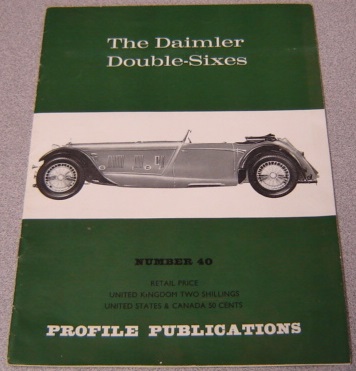 The Daimler
Double-Sixes
NUMBER 40
RETAIL PRICE
UNITED KINGDOM TWO SHILLINGS
UNITED STATES & CANADA 50 CENTS
PROFILE PUBLICATIONS